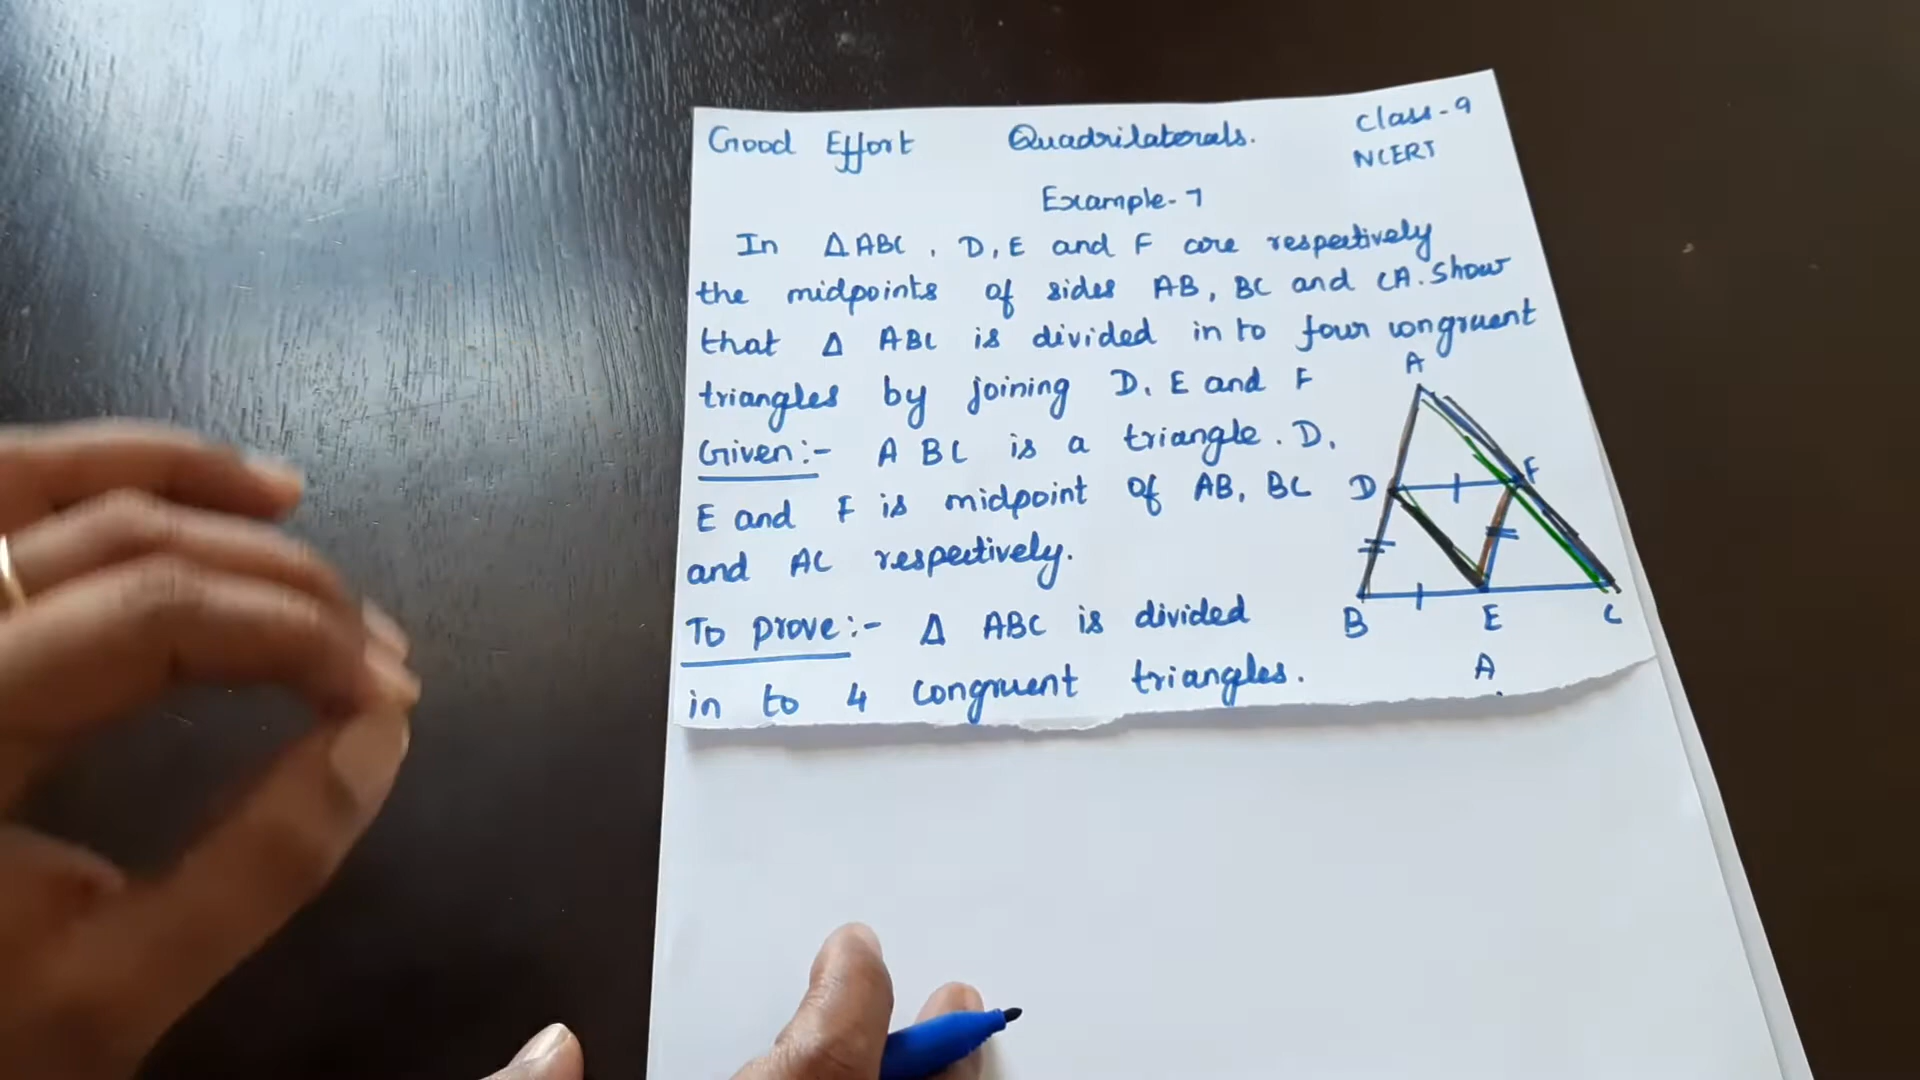 Good Effort Quadrilaterals. Class-9
NCERT
Example-7
In Δ ABC, D, E and F are respectively
the midpoints of sides AB, BC and CA. Show
that Δ ABC is divided in to four congruent
triangles by joining D, E and F
Given:- A BC is a triangle. D,
E and F is midpoint of AB, BC
and AC respectively.
To prove:- Δ ABC is divided
in to 4 congruent triangles.
A
D F
B E C
A